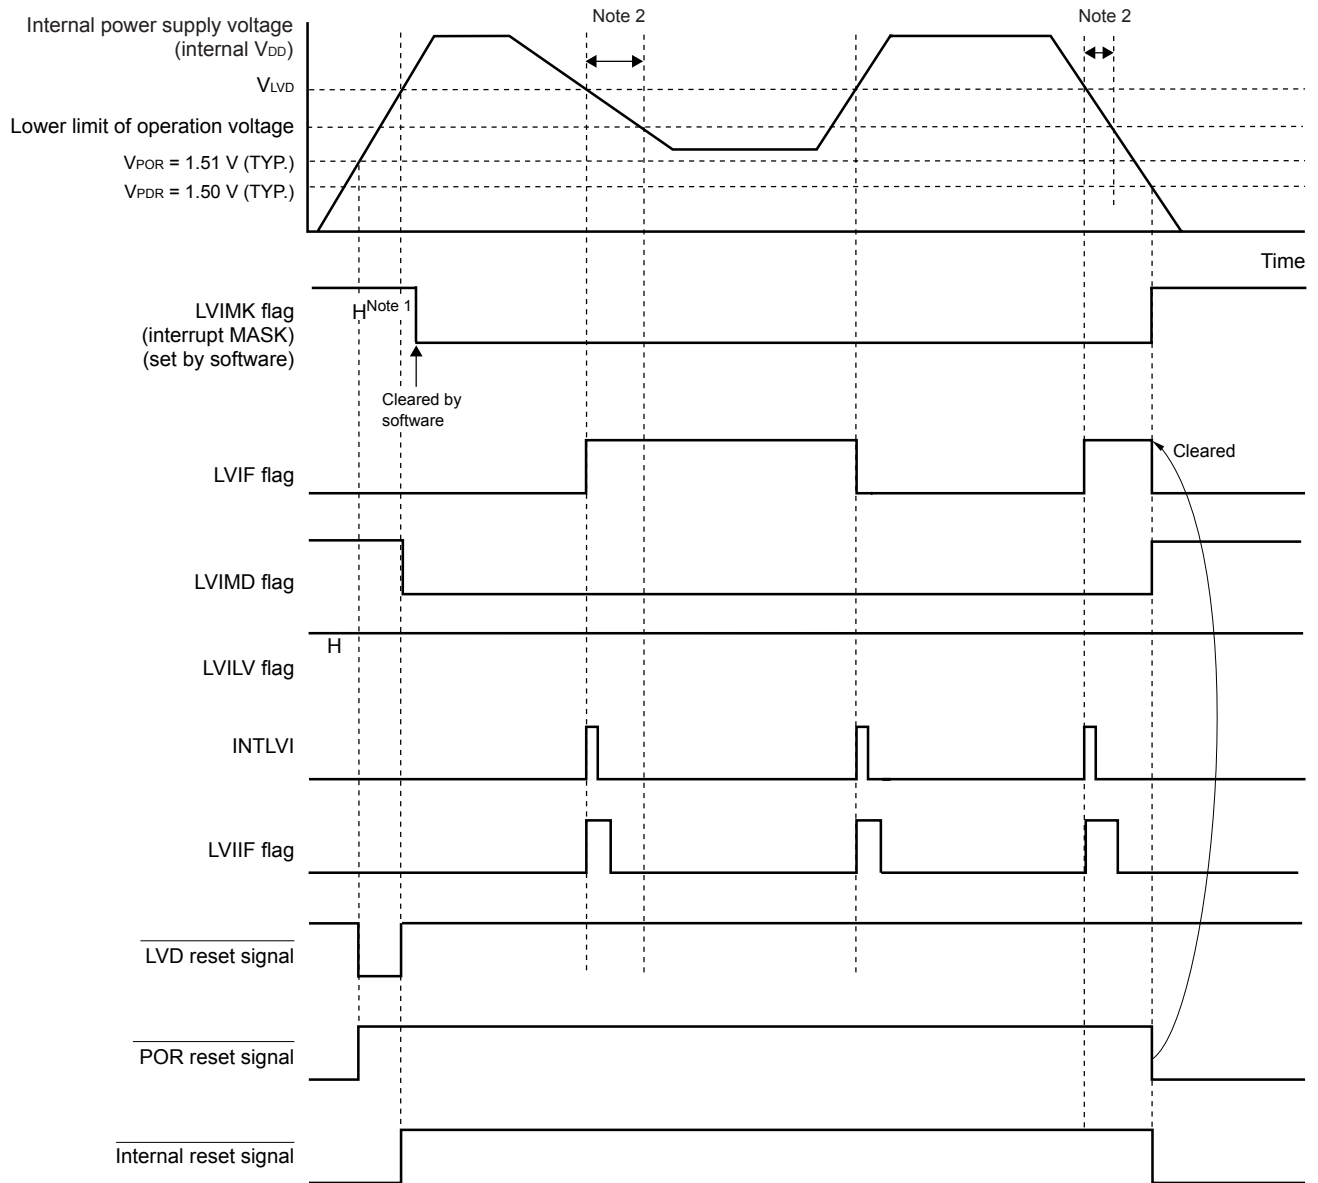 Note 2
Note 2
Internal power supply voltage
(internal VDD)
VLVD
Lower limit of operation voltage
VPOR = 1.51 V (TYP.)
VPDR = 1.50 V (TYP.)
Time
LVIMK flag
(interrupt MASK)
(set by software)
H Note 1
Cleared by
software
LVIF flag
Cleared
LVIMD flag
H
LVILV flag
INTLVI
LVIIF flag
LVD reset signal
POR reset signal
Internal reset signal